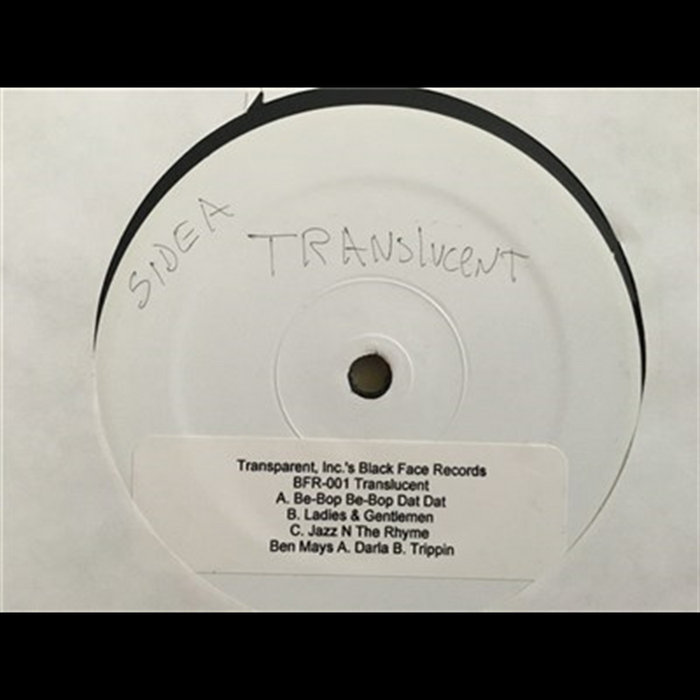 SIDE A
TRANslucENT
Transparent, Inc.'s Black Face Records
BFR-001 Translucent
A. Be-Bop Be-Bop Dat Dat
B. Ladies & Gentlemen
C. Jazz N The Rhyme
Ben Mays A. Darla B. Trippin